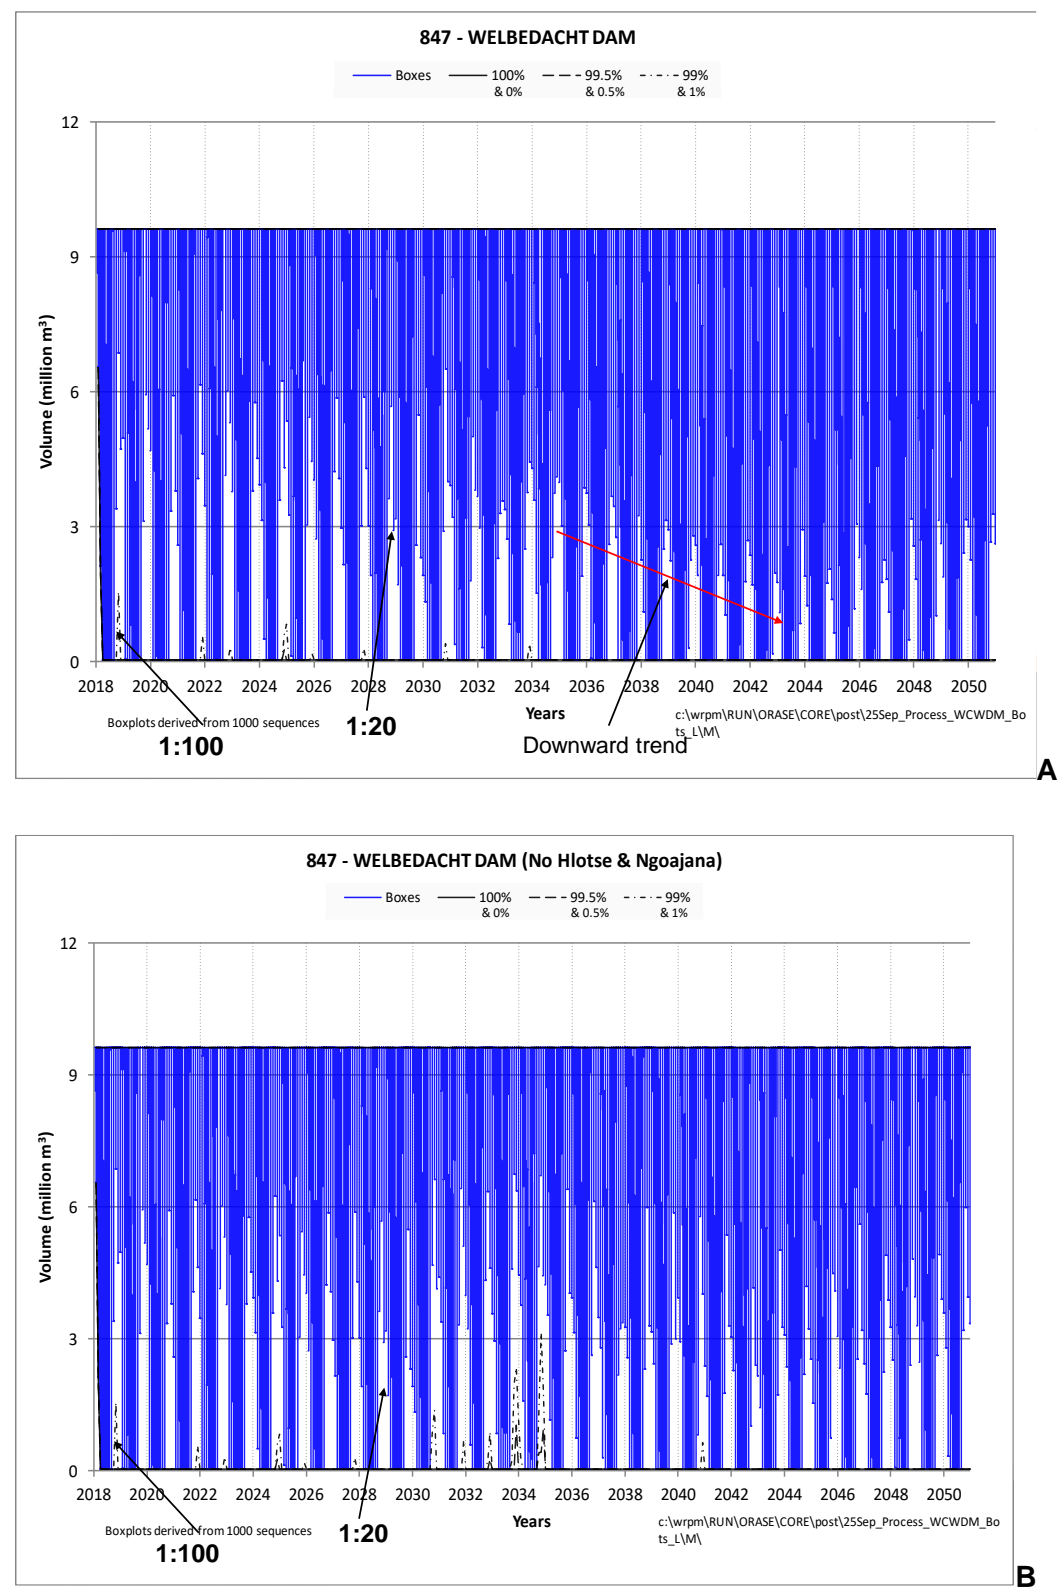 847 - WELBEDACHT DAM
Boxes 100% 99.5% 99%
& 0% & 0.5% & 1%
12
9
6
3
0
Volume (million m³)
2018 2020 2022 2024 2026 2028 2030 2032 2034 2036 2038 2040 2042 2044 2046 2048 2050
Years
Boxplots derived from 1000 sequences
1:100
1:20
Downward trend
c:\wrpm\RUN\ORASE\CORE\post\25Sep_Process_WCWDM_Bo
ts_L\M\
A
847 - WELBEDACHT DAM (No Hlotse & Ngoajana)
Boxes 100% 99.5% 99%
& 0% & 0.5% & 1%
12
9
6
3
0
Volume (million m³)
2018 2020 2022 2024 2026 2028 2030 2032 2034 2036 2038 2040 2042 2044 2046 2048 2050
Years
Boxplots derived from 1000 sequences
1:100
1:20
c:\wrpm\RUN\ORASE\CORE\post\25Sep_Process_WCWDM_Bo
ts_L\M\
B